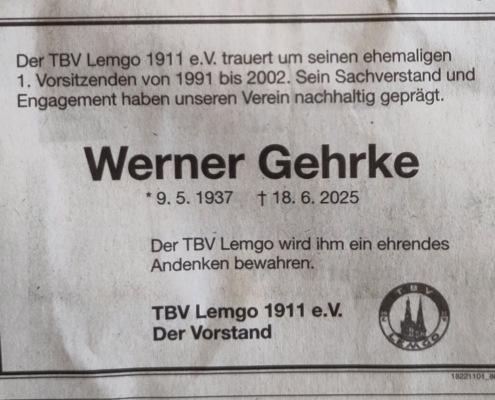 Der TBV Lemgo 1911 e.V. trauert um seinen ehemaligen
1. Vorsitzenden von 1991 bis 2002. Sein Sachverstand und
Engagement haben unseren Verein nachhaltig geprägt.
Werner Gehrke
* 9. 5. 1937 † 18. 6. 2025
Der TBV Lemgo wird ihm ein ehrendes
Andenken bewahren.
TBV Lemgo 1911 e.V.
Der Vorstand
TBV
LEMGO